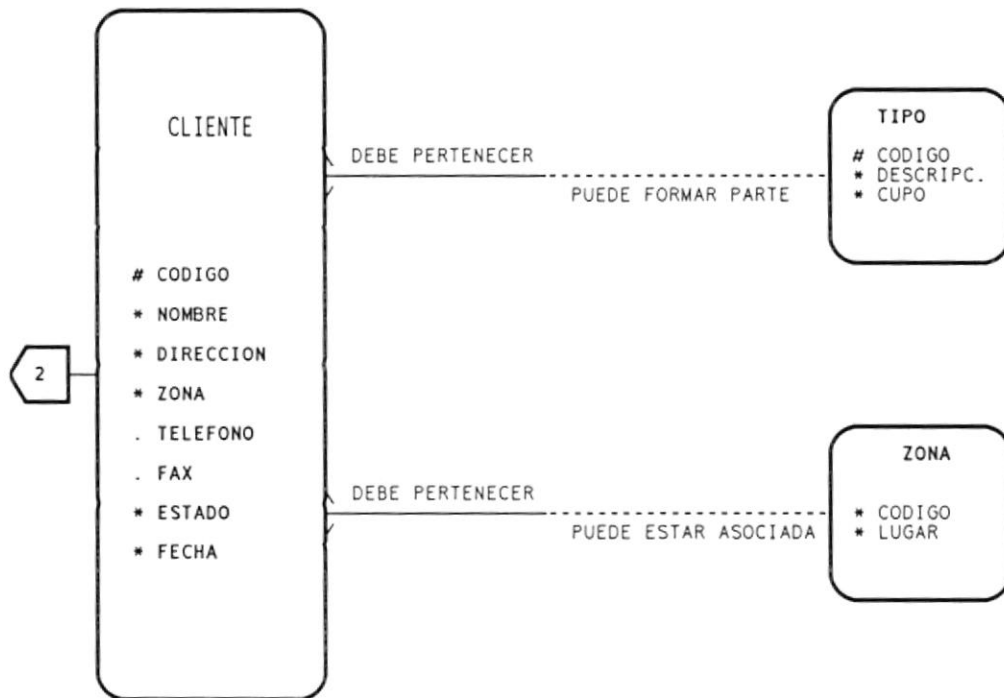 CLIENTE
# CODIGO
* NOMBRE
* DIRECCION
* ZONA
. TELEFONO
. FAX
* ESTADO
* FECHA
2
DEBE PERTENECER
PUEDE FORMAR PARTE
TIPO
# CODIGO
* DESCRIPC.
* CUPO
DEBE PERTENECER
PUEDE ESTAR ASOCIADA
ZONA
* CODIGO
* LUGAR